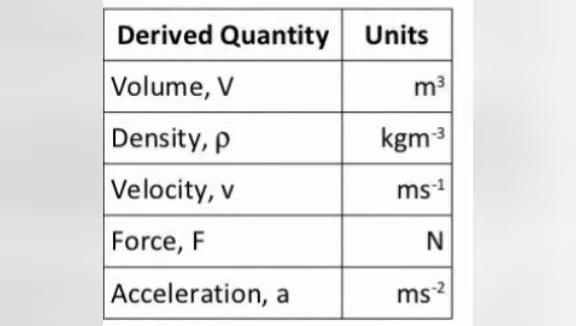 Derived Quantity Units
Volume, V m³
Density, ρ kgm⁻³
Velocity, v ms⁻¹
Force, F N
Acceleration, a ms⁻²